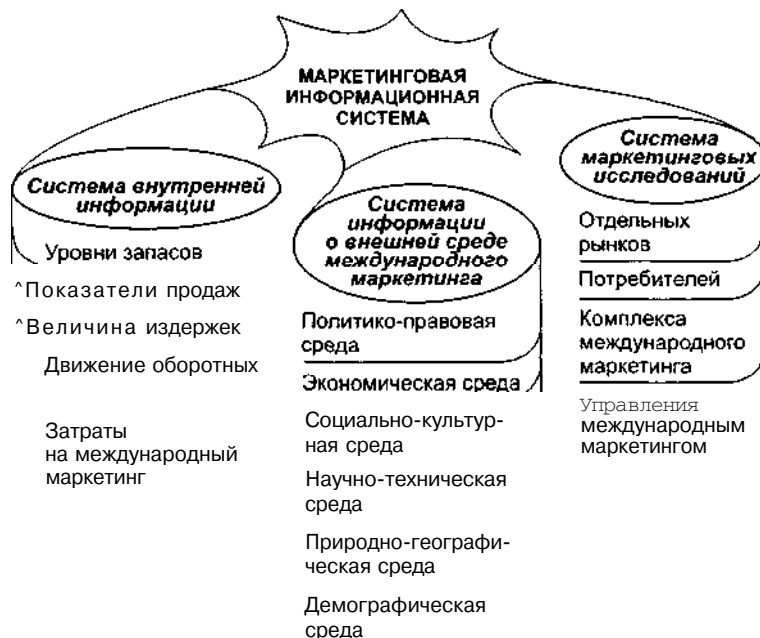 МАРКЕТИНГОВАЯ
ИНФОРМАЦИОННАЯ
СИСТЕМА
Система внутренней
информации
Уровни запасов
^Показатели продаж
^Величина издержек
Движение оборотных
Затраты
на международный
маркетинг
Система
информации
о внешней среде
международного
маркетинга
Политико-правовая
среда
Экономическая среда
Социально-культур-
ная среда
Научно-техническая
среда
Природно-географи-
ческая среда
Демографическая
среда
Система
маркетинговых
исследований
Отдельных
рынков
Потребителей
Комплекса
международного
маркетинга
Управления
международным
маркетингом